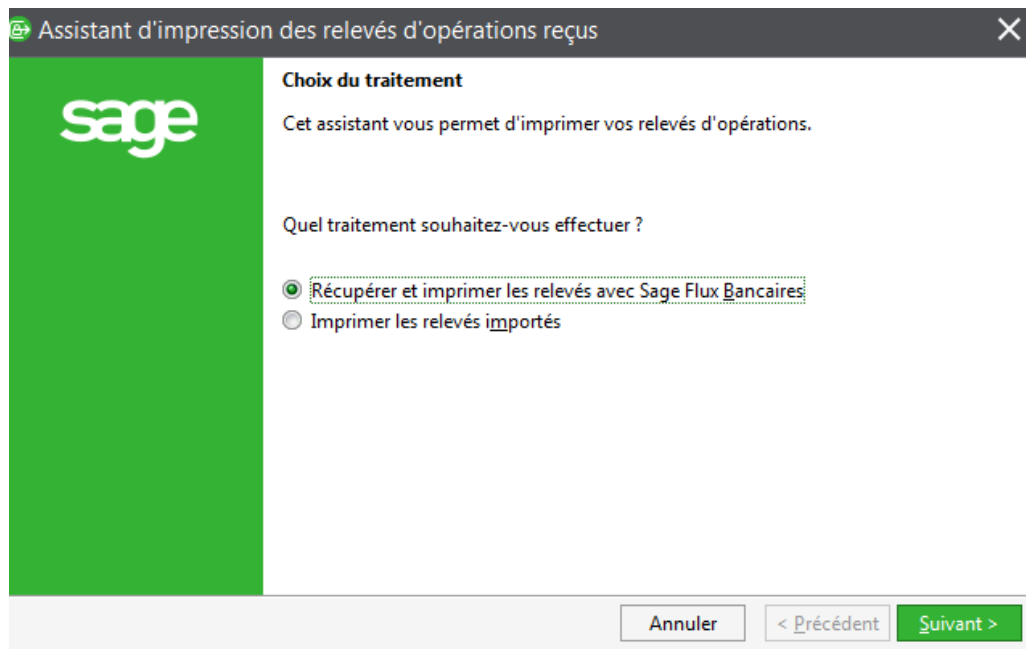 Assistant d'impression des relevés d'opérations reçus
sage
Choix du traitement
Cet assistant vous permet d'imprimer vos relevés d'opérations.
Quel traitement souhaitez-vous effectuer ?
Récupérer et imprimer les relevés avec Sage Flux Bancaires
Imprimer les relevés importés
Annuler
< Précédent
Suivant >